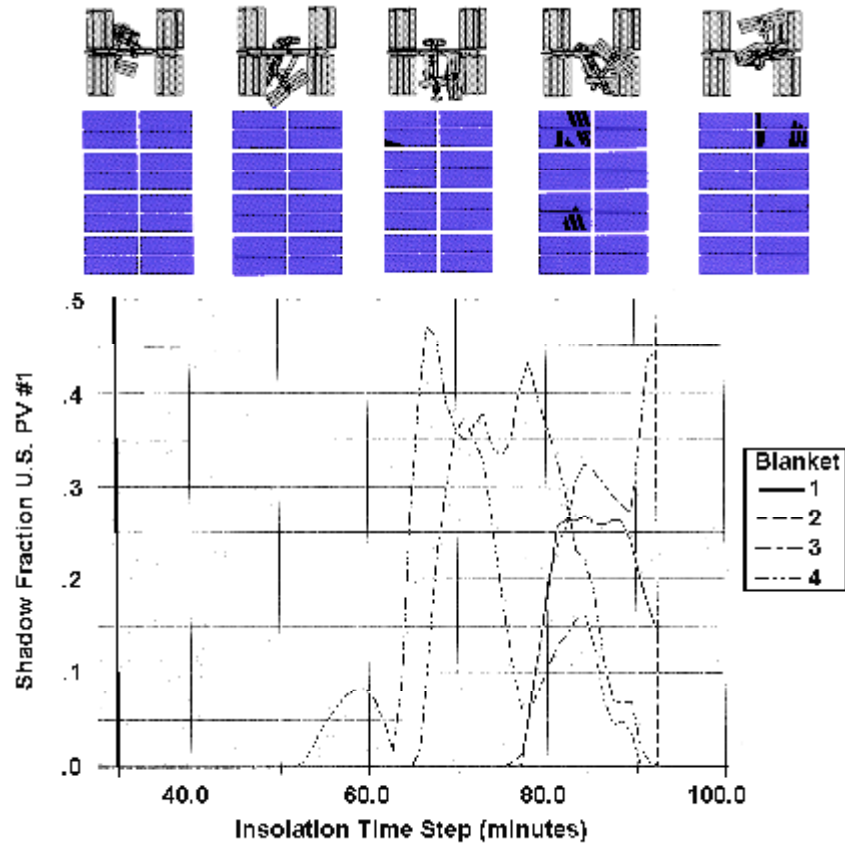 .5
.4
.3
.2
.1
.0
Shadow Fraction U.S. PV #1
40.0 60.0 80.0 100.0
Insolation Time Step (minutes)
Blanket
1
2
3
4